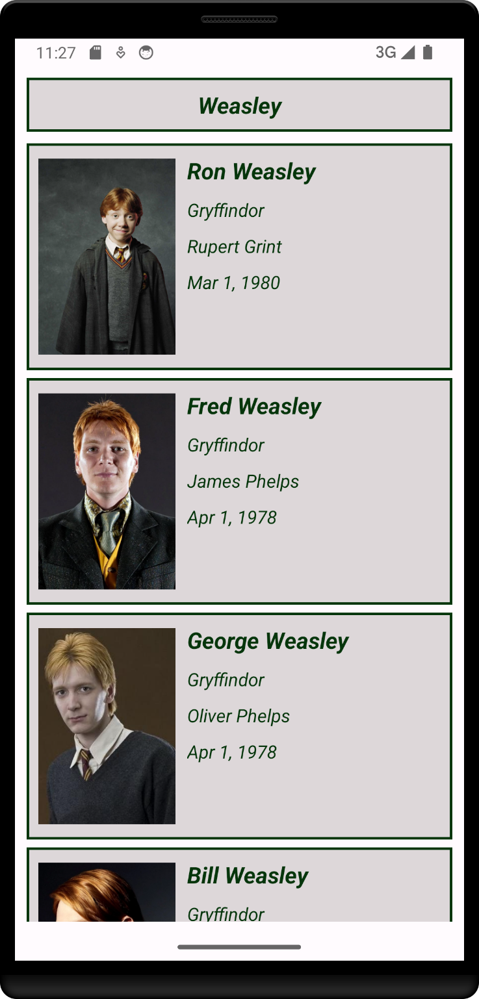 11:27
3G
Weasley
Ron Weasley
Gryffindor
Rupert Grint
Mar 1, 1980
Fred Weasley
Gryffindor
James Phelps
Apr 1, 1978
George Weasley
Gryffindor
Oliver Phelps
Apr 1, 1978
Bill Weasley
Gryffindor